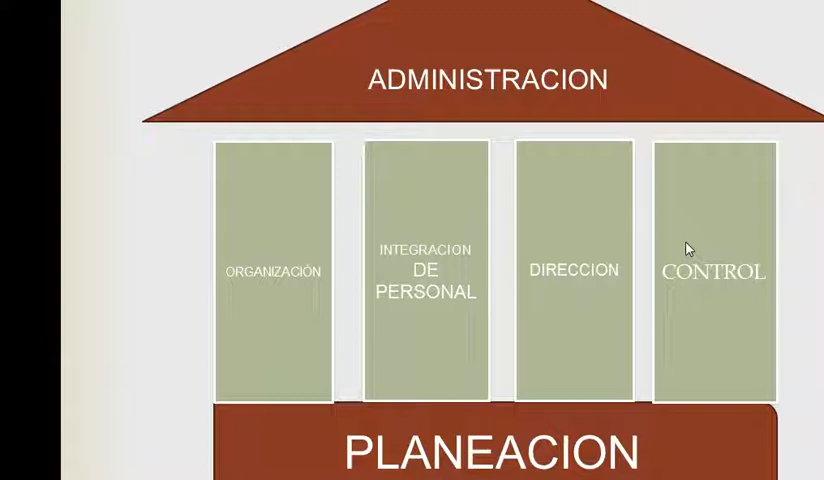 ADMINISTRACION
ORGANIZACIÓN
INTEGRACION
DE
PERSONAL
DIRECCION
CONTROL
PLANEACION